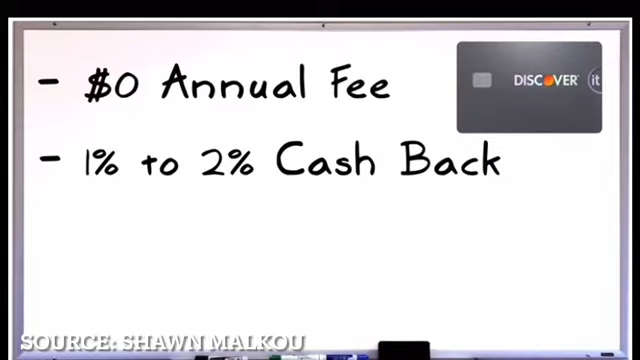 - $0 Annual Fee
DISCOVER it
- 1% to 2% Cash Back
SOURCE: SHAWN MALKOU